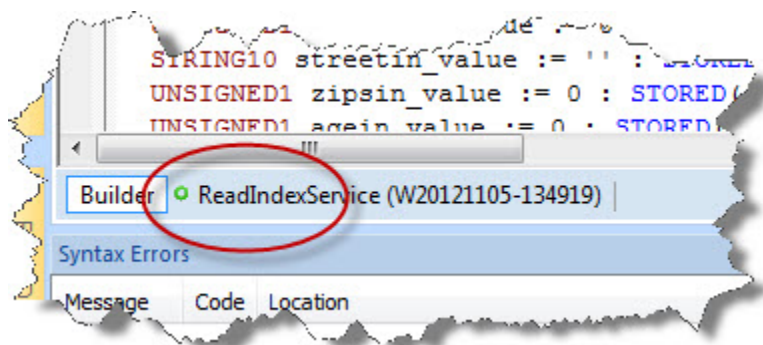 STRING10 streetin_value := '' : STORED
UNSIGNED1 zipsin_value := 0 : STORED(
UNSIGNED1 agein_value := 0 : STORED(
Builder ReadIndexService (W20121105-134919)
Syntax Errors
Message Code Location